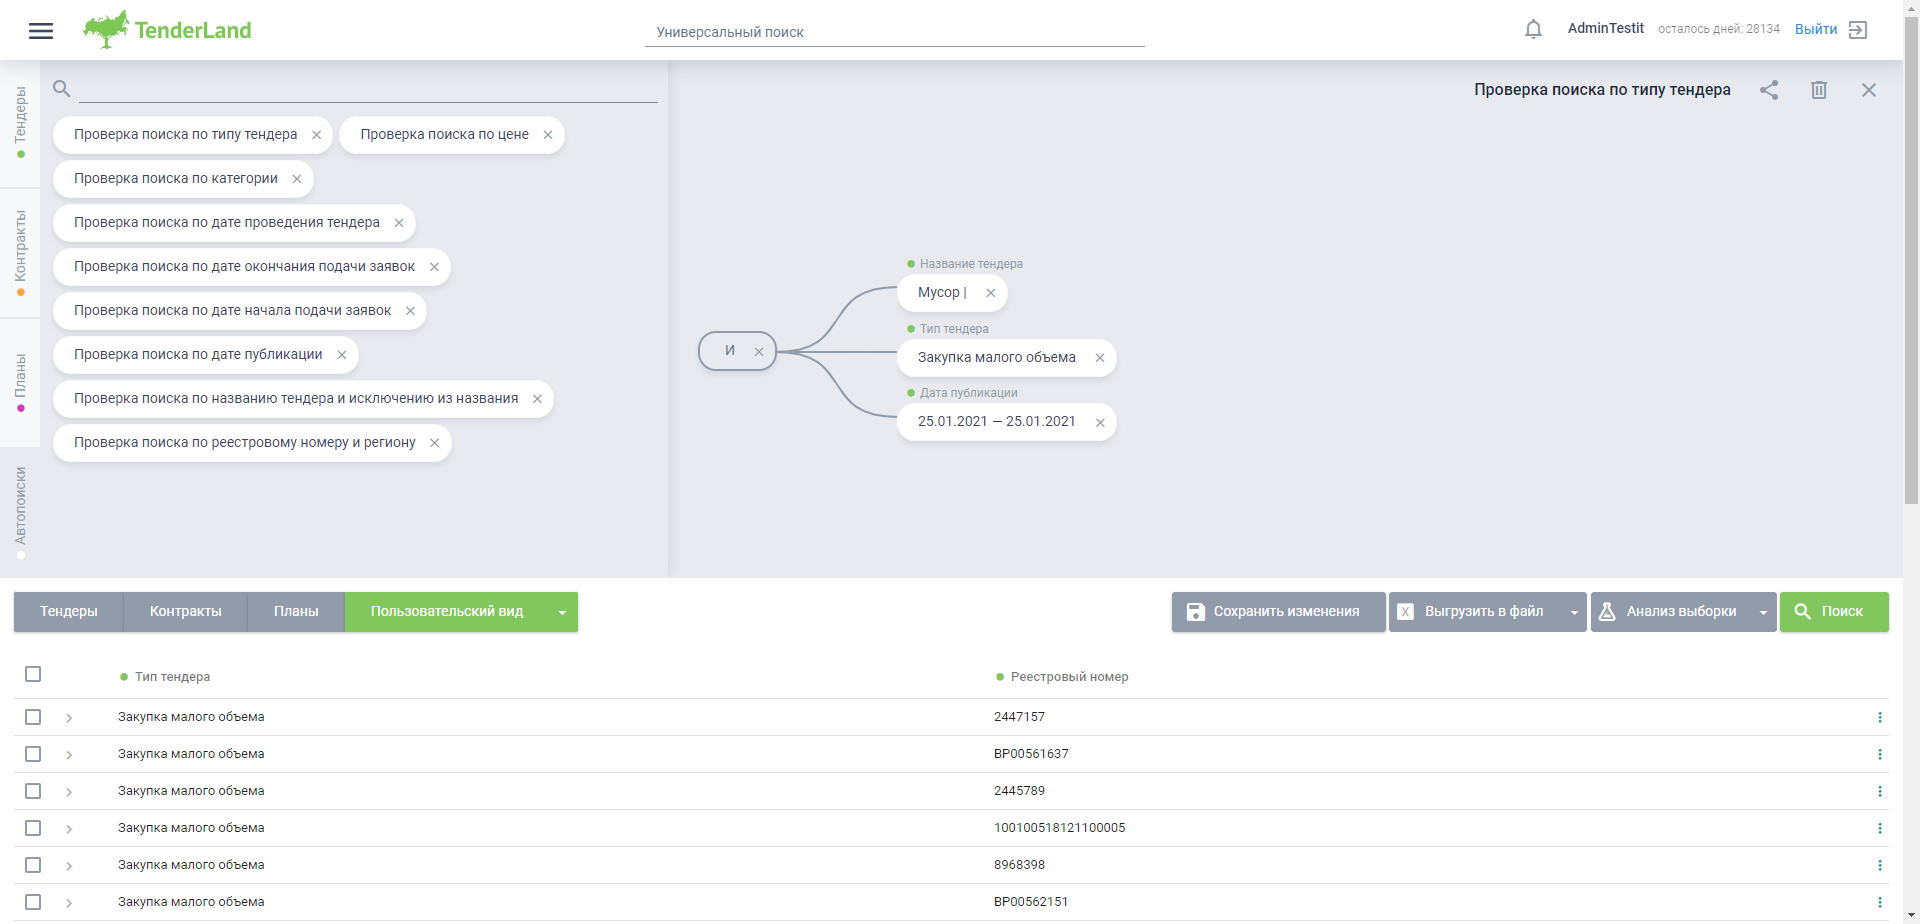 TenderLand
Универсальный поиск
AdminTestit
осталось дней: 28134
Выйти
Тендеры
Контракты
Планы
Автопоиски
Проверка поиска по типу тендера
Проверка поиска по цене
Проверка поиска по категории
Проверка поиска по дате проведения тендера
Проверка поиска по дате окончания подачи заявок
Проверка поиска по дате начала подачи заявок
Проверка поиска по дате публикации
Проверка поиска по названию тендера и исключению из названия
Проверка поиска по реестровому номеру и региону
Проверка поиска по типу тендера
И
Название тендера
Мусор |
Тип тендера
Закупка малого объема
Дата публикации
25.01.2021 — 25.01.2021
Тендеры
Контракты
Планы
Пользовательский вид
Сохранить изменения
X Выгрузить в файл
Анализ выборки
Поиск
Тип тендера
Реестровый номер
Закупка малого объема 2447157
Закупка малого объема BP00561637
Закупка малого объема 2445789
Закупка малого объема 100100518121100005
Закупка малого объема 8968398
Закупка малого объема BP00562151